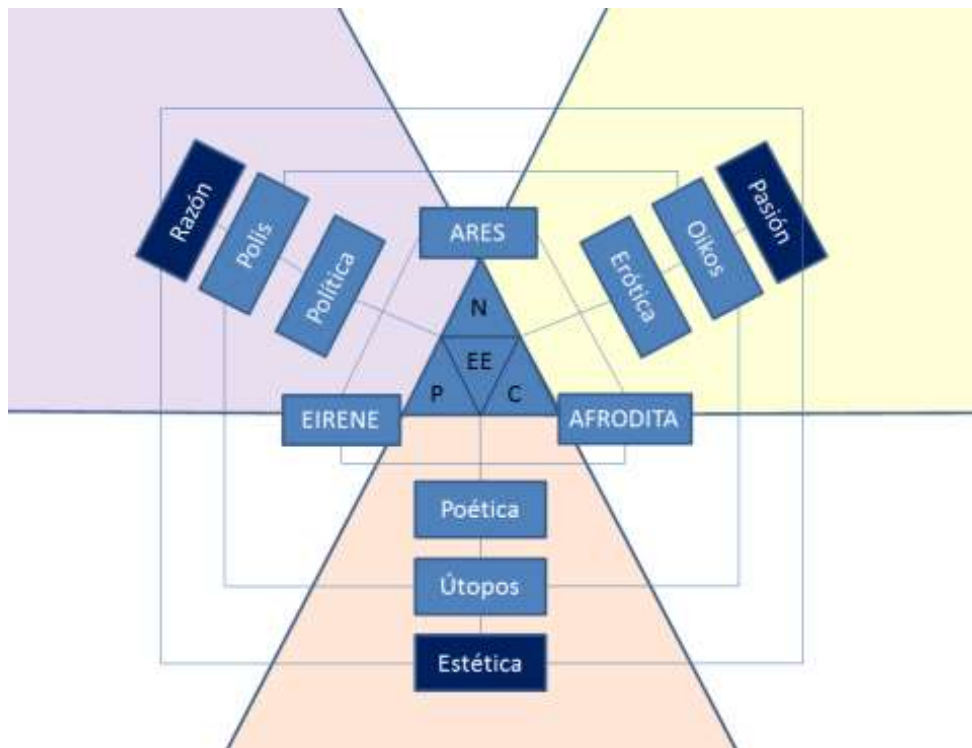 Razón
Polis
Política
ARES
Erótica
Oikos
Pasión
N
EE
P
C
EIRENE
AFRODITA
Poética
Útopos
Estética